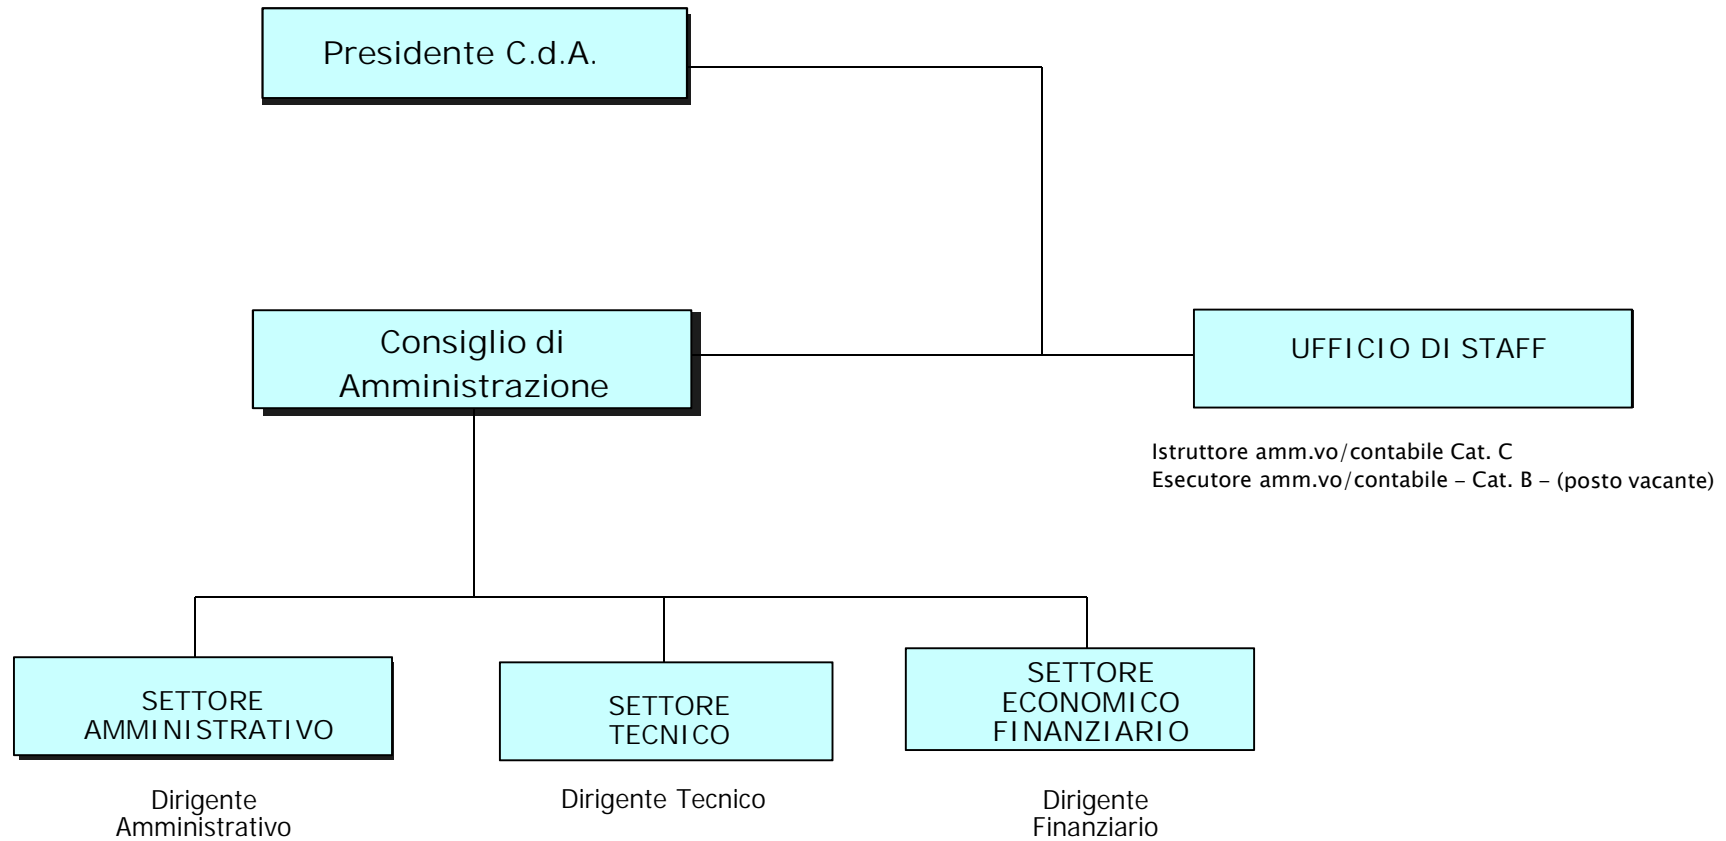 Presidente C.d.A.
Consiglio di
Amministrazione
UFFICIO DI STAFF
Istruttore amm.vo/contabile Cat. C
Esecutore amm.vo/contabile – Cat. B – (posto vacante)
SETTORE
AMMINISTRATIVO
SETTORE
TECNICO
SETTORE
ECONOMICO
FINANZIARIO
Dirigente
Amministrativo
Dirigente Tecnico
Dirigente
Finanziario